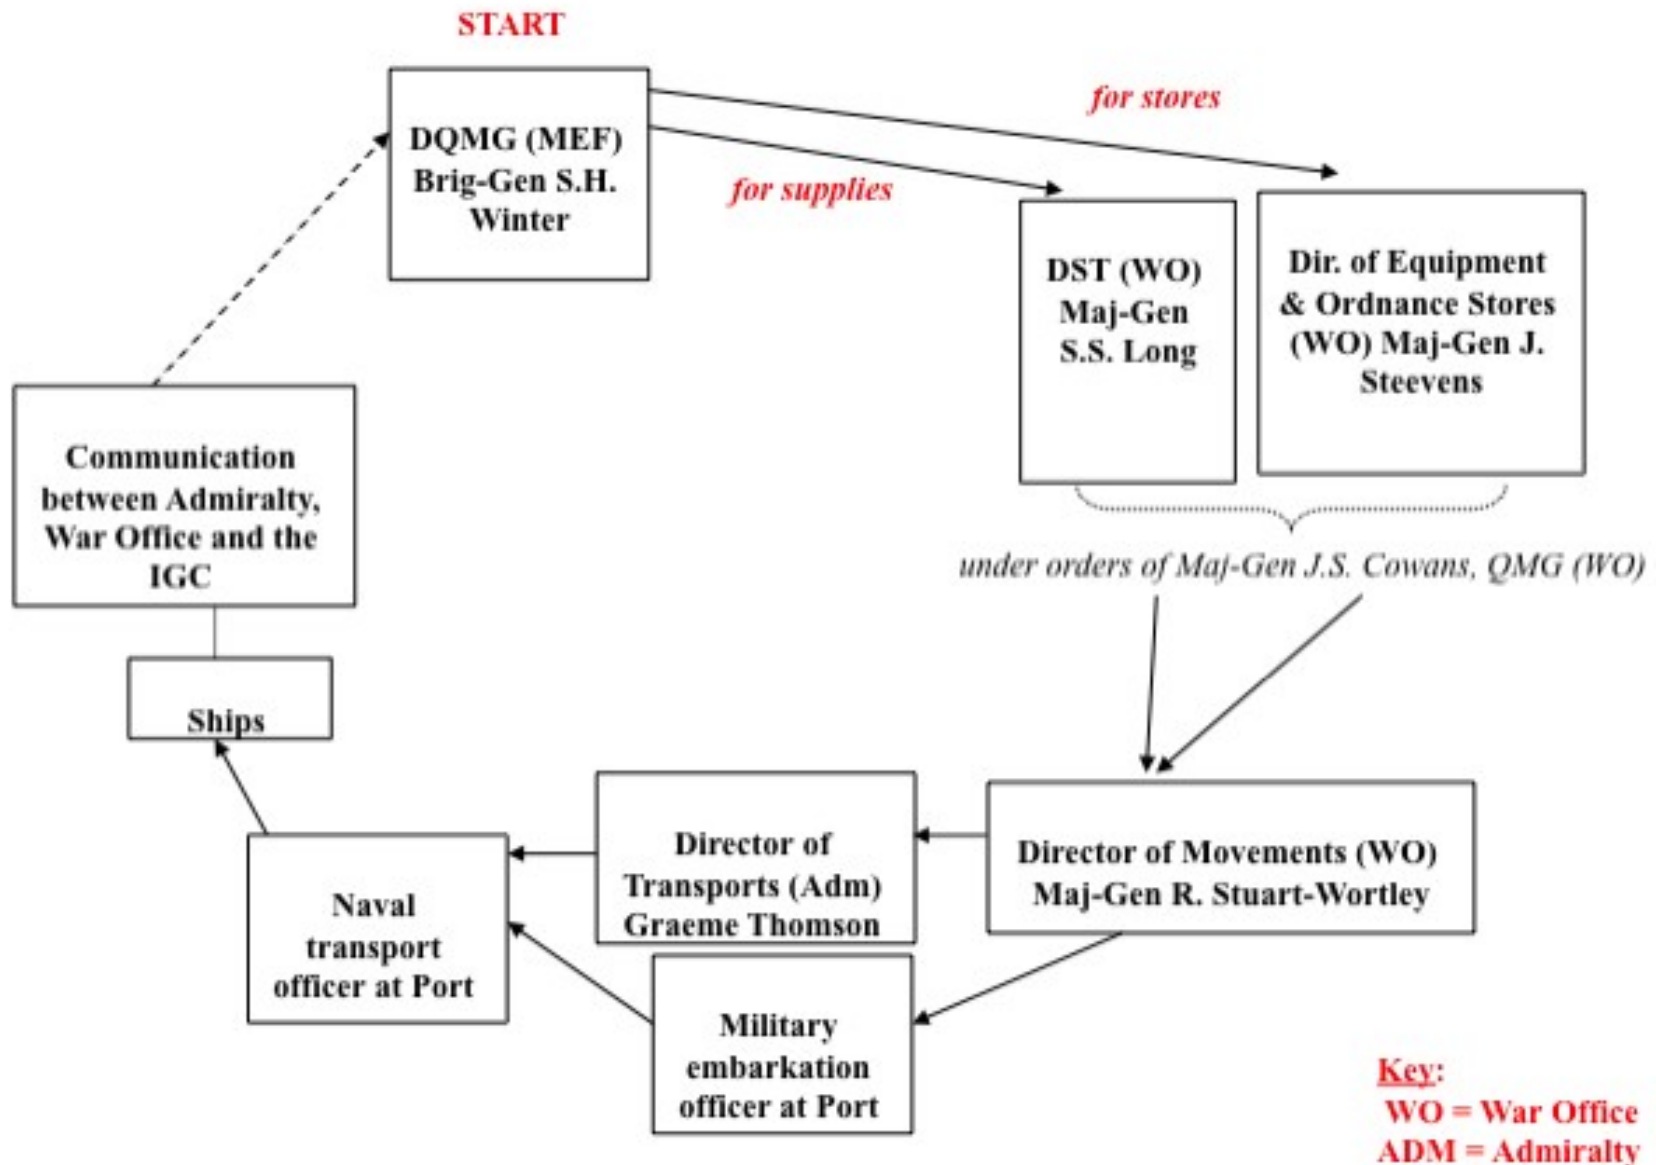 START
for stores
DQMG (MEF)
Brig-Gen S.H.
Winter
for supplies
DST (WO)
Maj-Gen
S.S. Long
Dir. of Equipment
& Ordnance Stores
(WO) Maj-Gen J.
Steevens
Communication
between Admiralty,
War Office and the
IGC
under orders of Maj-Gen J.S. Cowans, QMG (WO)
Ships
Director of Movements (WO)
Maj-Gen R. Stuart-Wortley
Director of
Transports (Adm)
Graeme Thomson
Naval
transport
officer at Port
Military
embarkation
officer at Port
Key:
WO = War Office
ADM = Admiralty